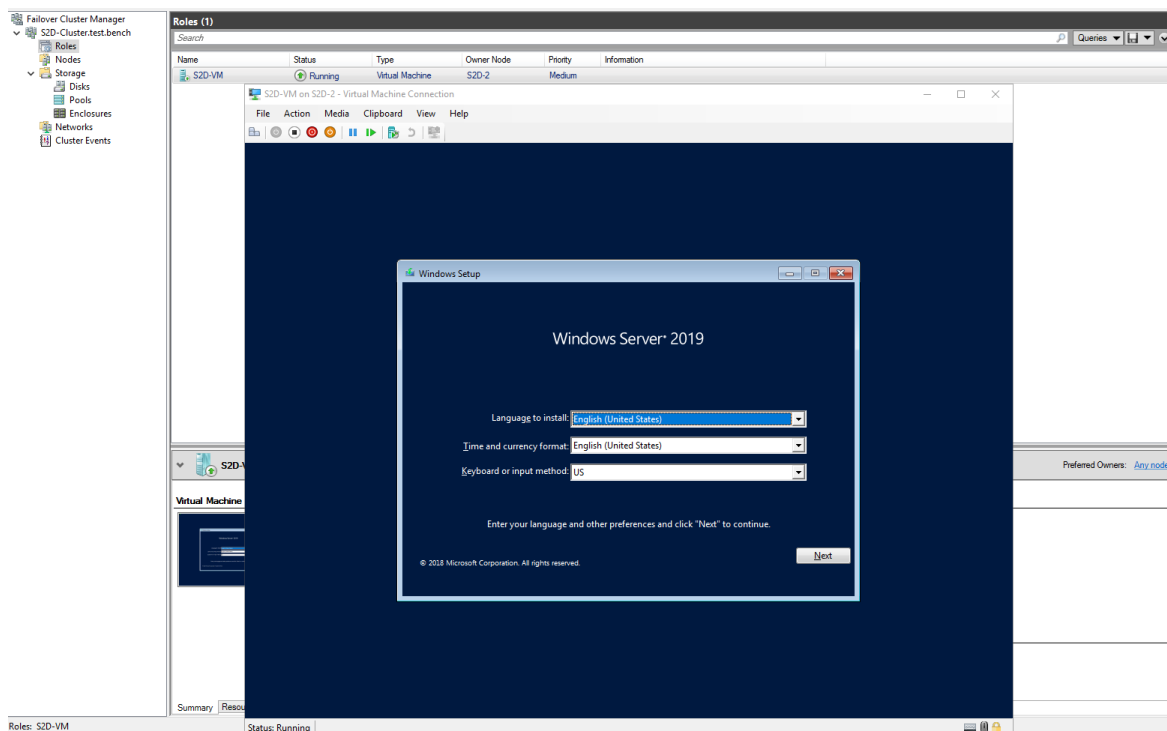 Failover Cluster Manager
S2D-Cluster.test.bench
Roles
Nodes
Storage
Disks
Pools
Enclosures
Networks
Cluster Events
Roles (1)
Search
Queries
Name Status Type Owner Node Priority Information
S2D-VM Running Virtual Machine S2D-2 Medium
S2D-VM on S2D-2 - Virtual Machine Connection
File Action Media Clipboard View Help
Windows Setup
Windows Server 2019
Language to install: English (United States)
Time and currency format: English (United States)
Keyboard or input method: US
Enter your language and other preferences and click "Next" to continue.
Next
© 2018 Microsoft Corporation. All rights reserved.
S2D-V
Preferred Owners: Any node
Virtual Machine
Summary Resou
Roles: S2D-VM
Status: Running